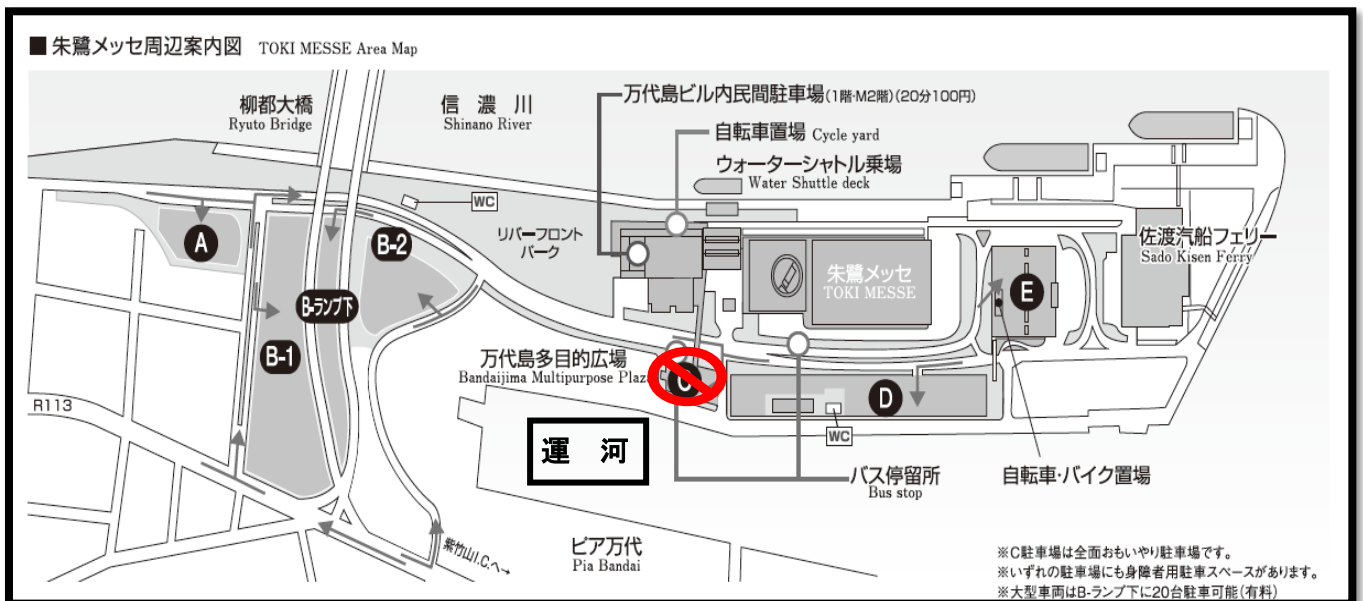 ■ 朱鷺メッセ周辺案内図 TOKI MESSE Area Map
柳都大橋
Ryuto Bridge
信濃川
Shinano River
万代島ビル内民間駐車場(1階・M2階)(20分100円)
自転車置場 Cycle yard
ウォーターシャトル乗場
Water Shuttle deck
WC
A
B-2
リバーフロント
パーク
朱鷺メッセ
TOKI MESSE
佐渡汽船フェリー
Sado Kisen Ferry
E
B-ランプ下
B-1
万代島多目的広場
Bandaijima Multipurpose Plaza
C
D
R113
WC
運 河
バス停留所
Bus stop
自転車・バイク置場
紫竹山I.C.へ→
ピア万代
Pia Bandai
※C駐車場は全面おもいやり駐車場です。
※いずれの駐車場にも身障者用駐車スペースがあります。
※大型車両はB-ランプ下に20台駐車可能(有料)